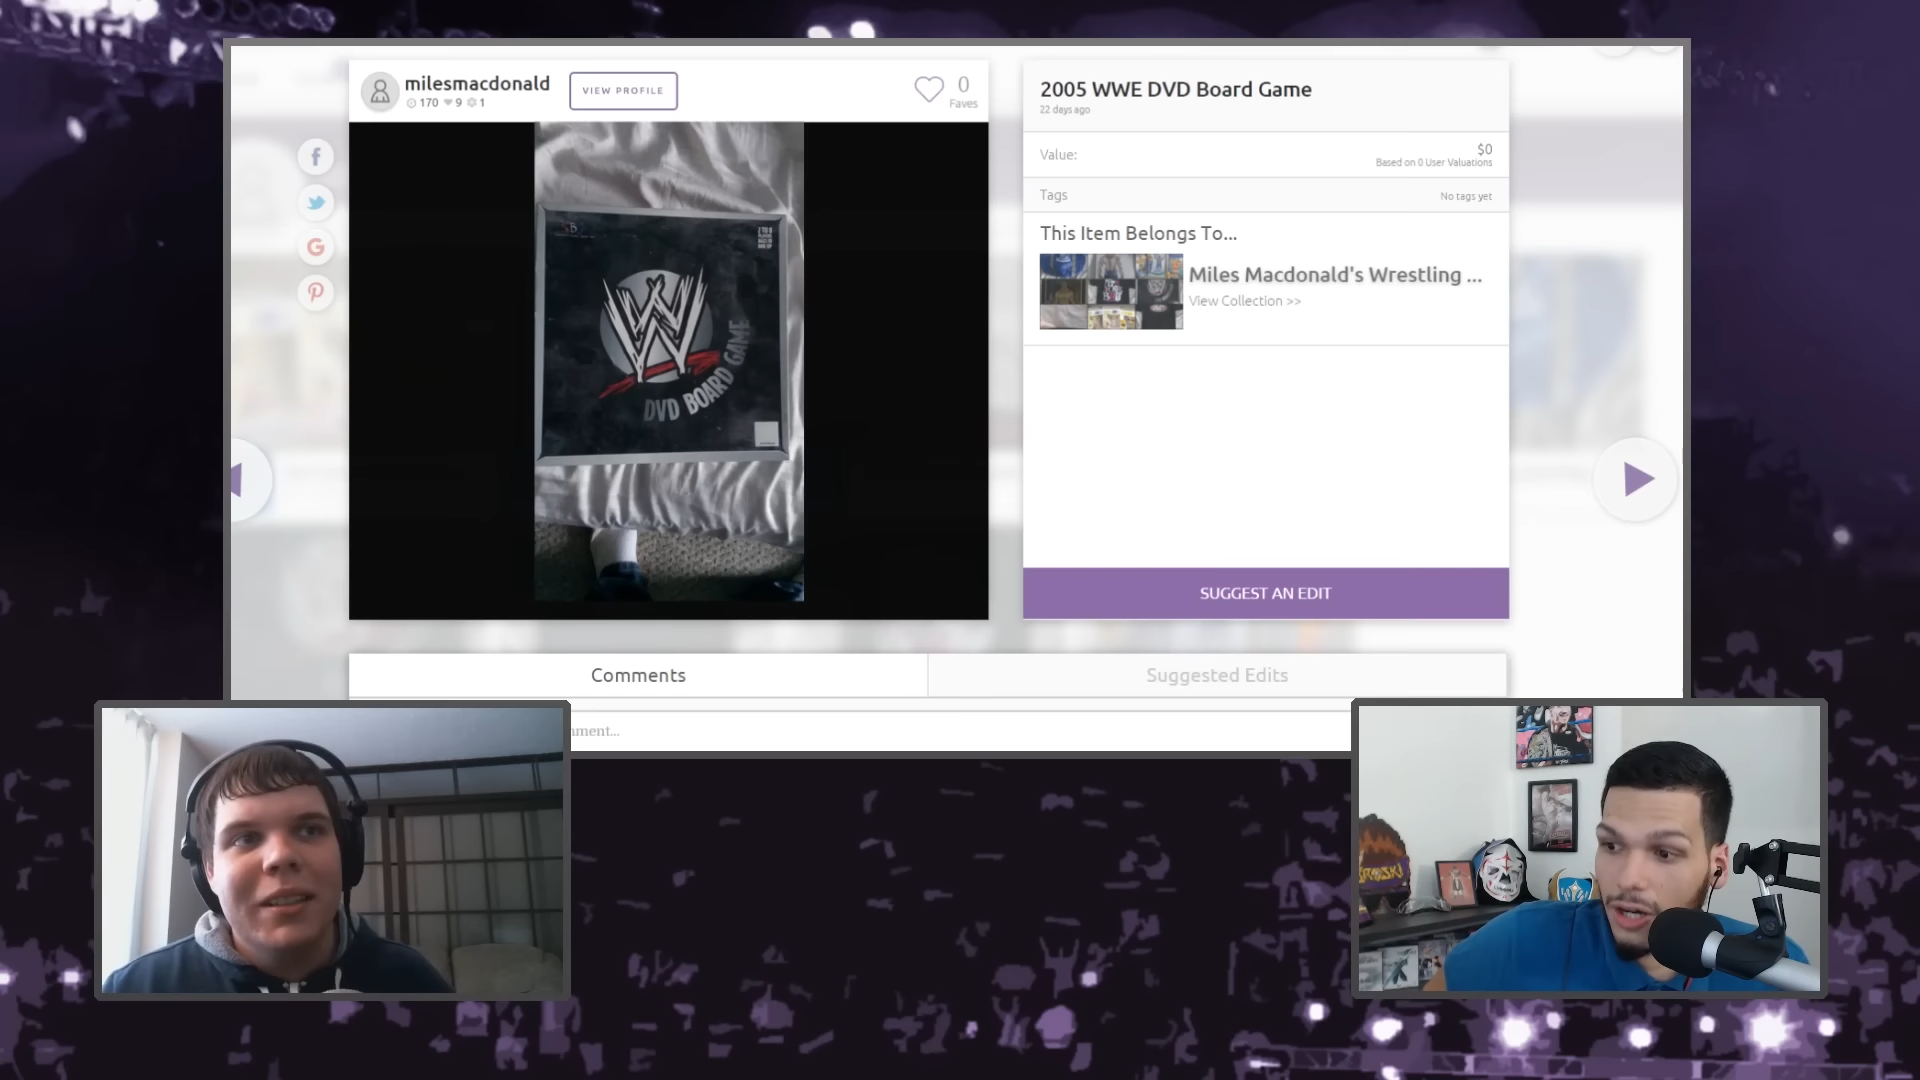 milesmacdonald
170 9 1
VIEW PROFILE
0
Faves
2005 WWE DVD Board Game
22 days ago
Value:
$0
Based on 0 User Valuations
Tags
No tags yet
This Item Belongs To...
Miles Macdonald's Wrestling ...
View Collection >>
DVD BOARD GAME
SUGGEST AN EDIT
Comments
Suggested Edits
mment...